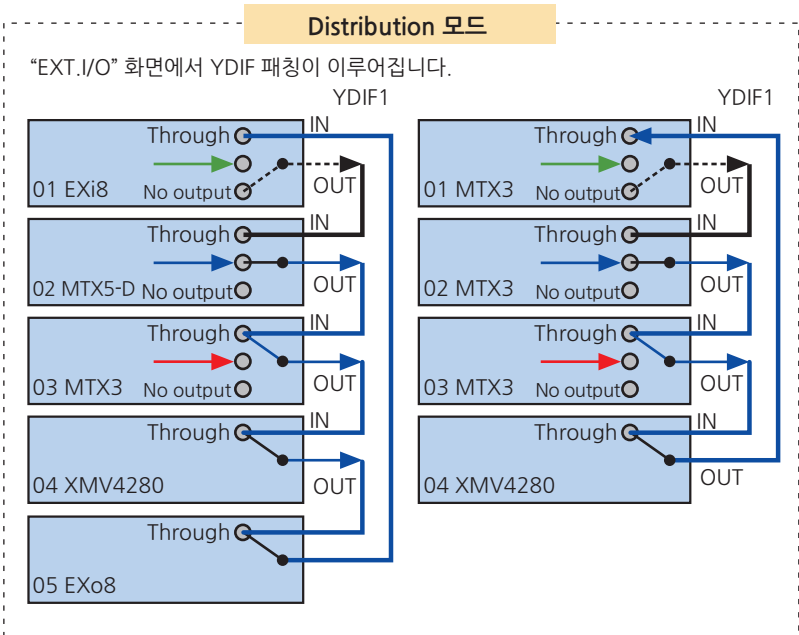 Distribution 모드
“EXT.I/O” 화면에서 YDIF 패칭이 이루어집니다.
YDIF1
IN
Through
01 EXi8
No output
OUT
IN
Through
02 MTX5-D
No output
OUT
IN
Through
03 MTX3
No output
OUT
IN
Through
04 XMV4280
OUT
Through
05 EXo8
YDIF1
IN
Through
01 MTX3
No output
OUT
IN
Through
02 MTX3
No output
OUT
IN
Through
03 MTX3
No output
OUT
IN
Through
04 XMV4280
OUT